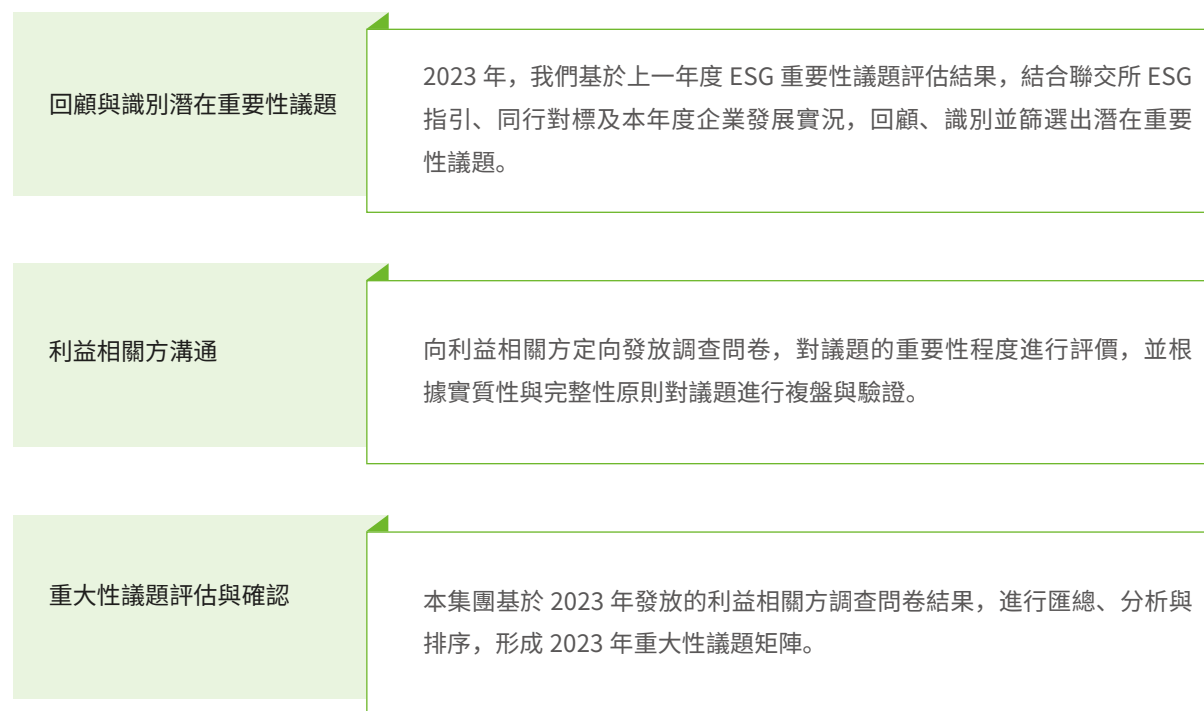 回顧與識別潛在重要性議題
2023 年，我們基於上一年度 ESG 重要性議題評估結果，結合聯交所 ESG
指引、同行對標及本年度企業發展實況，回顧、識別並篩選出潛在重要
性議題。
利益相關方溝通
向利益相關方定向發放調查問卷，對議題的重要性程度進行評價，並根
據實質性與完整性原則對議題進行複盤與驗證。
重大性議題評估與確認
本集團基於 2023 年發放的利益相關方調查問卷結果，進行匯總、分析與
排序，形成 2023 年重大性議題矩陣。